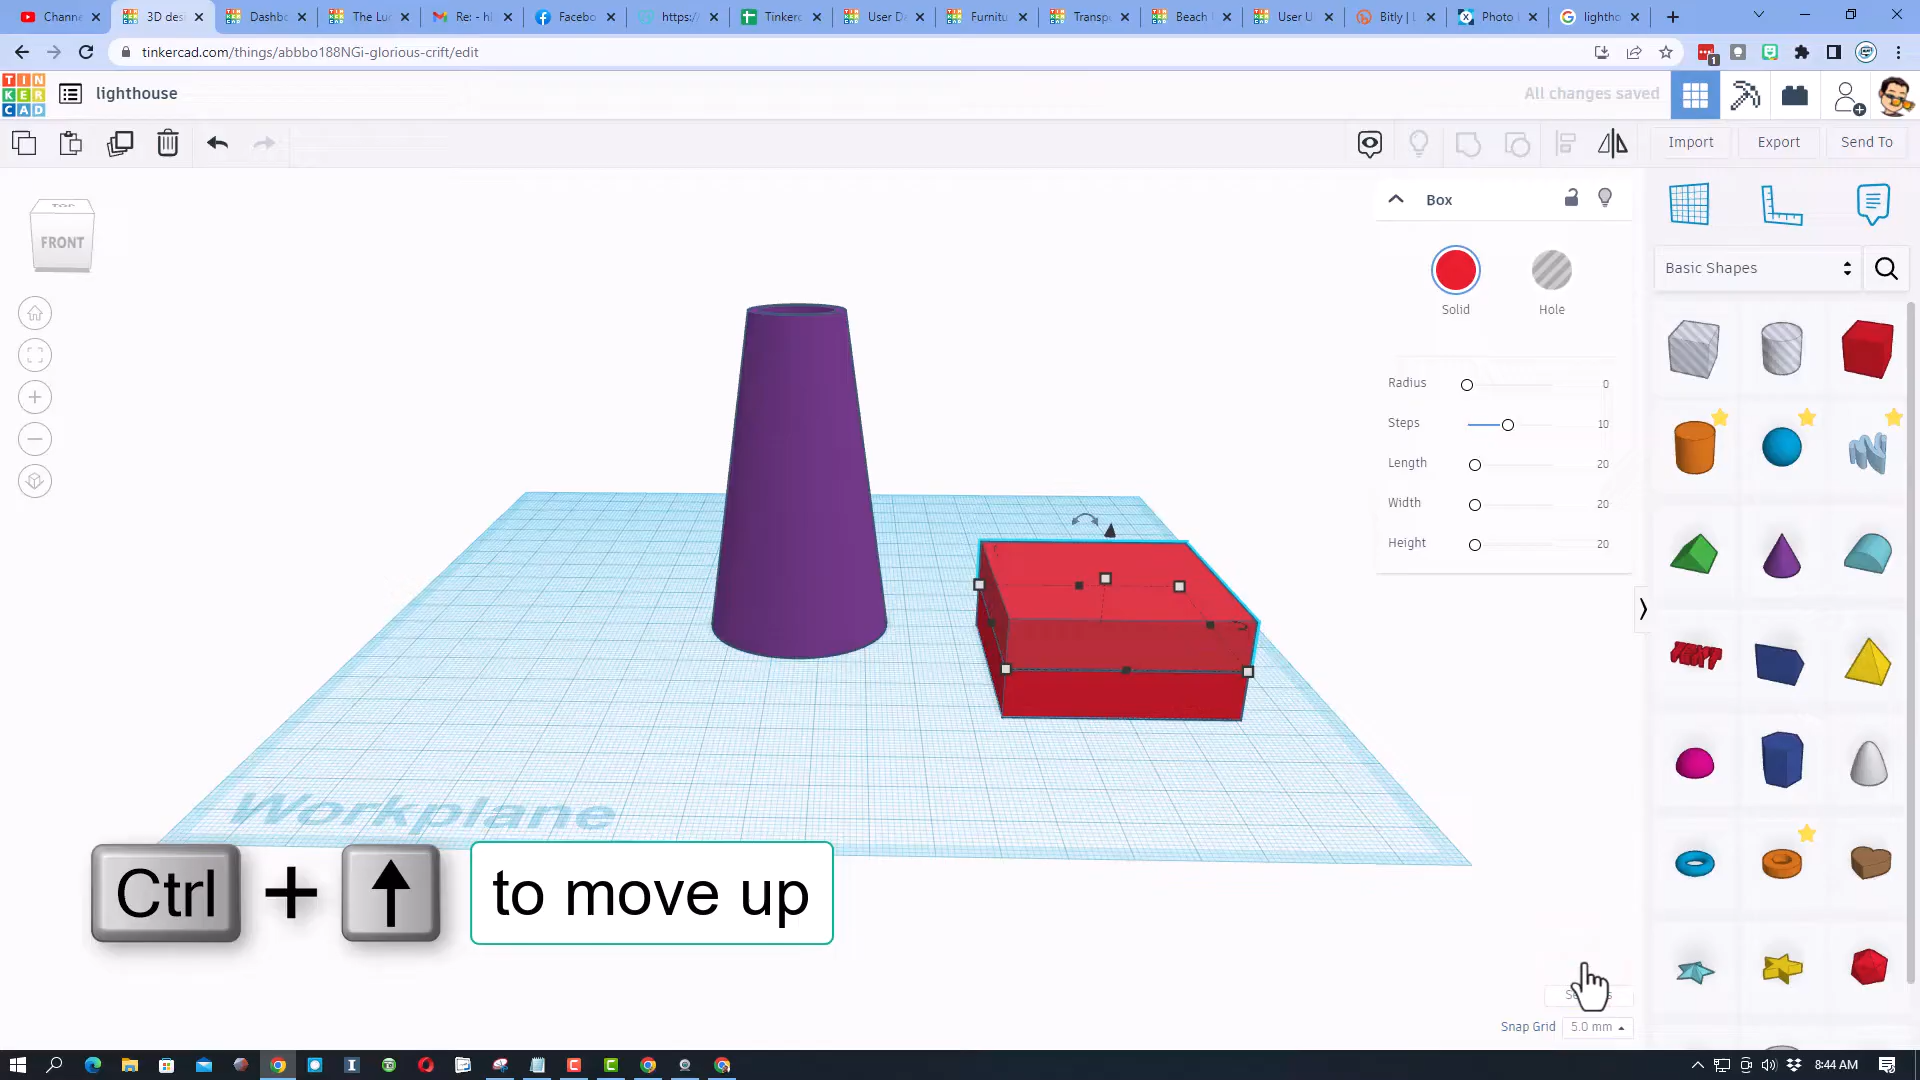 Channe
3D des
Dashbo
The Lu
Re: - h
Facebo
https:/
Tinkerc
User D
Furnitu
Transp
Beach
User U
Bitly | L
Photo
lightho
tinkercad.com/things/abbbo188NGi-glorious-crift/edit
1
TIN
KER
CAD
lighthouse
All changes saved
Import
Export
Send To
TOP
FRONT
Box
Solid
Hole
Radius 0
Steps 10
Length 20
Width 20
Height 20
Basic Shapes
TEXT
Workplane
Ctrl + ↑ to move up
Snap Grid 5.0 mm
8:44 AM